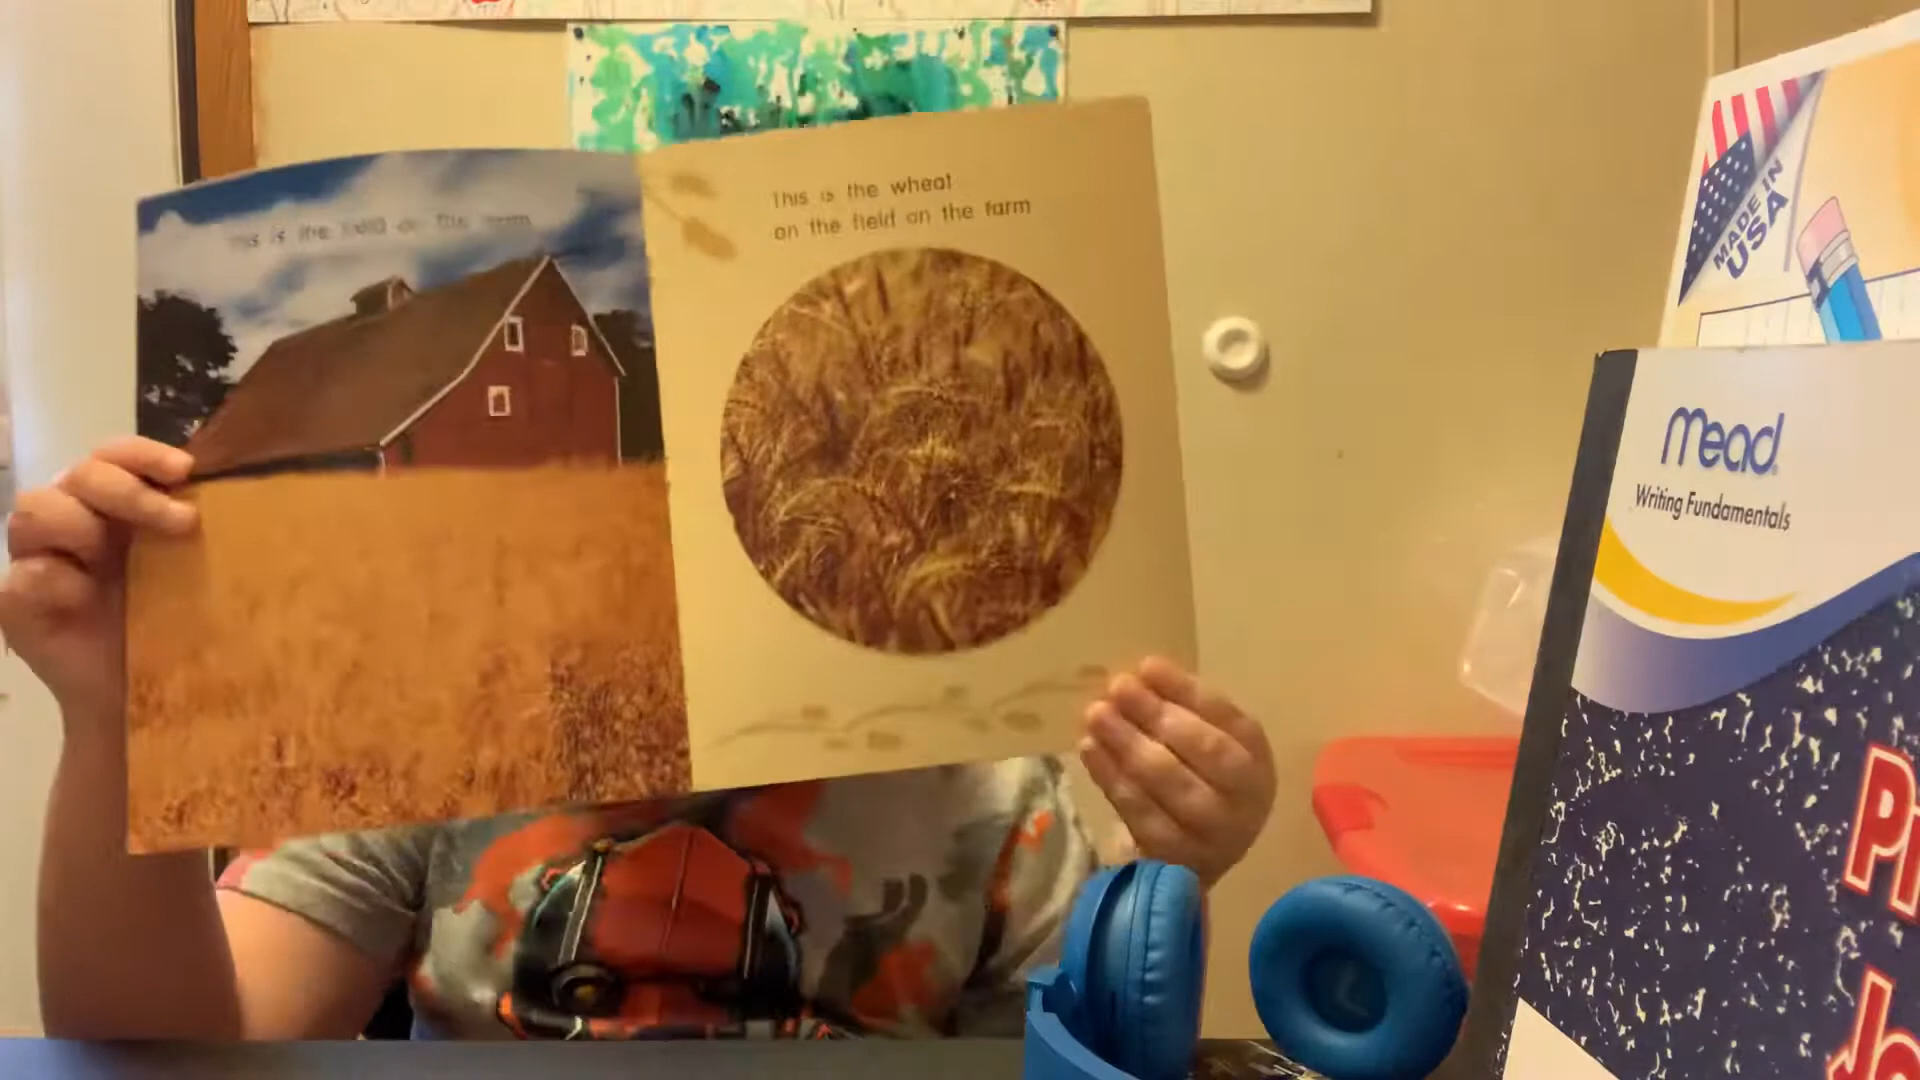 This is the field on the farm
This is the wheat
on the field on the farm
MADE IN
USA
Mead
Writing Fundamentals